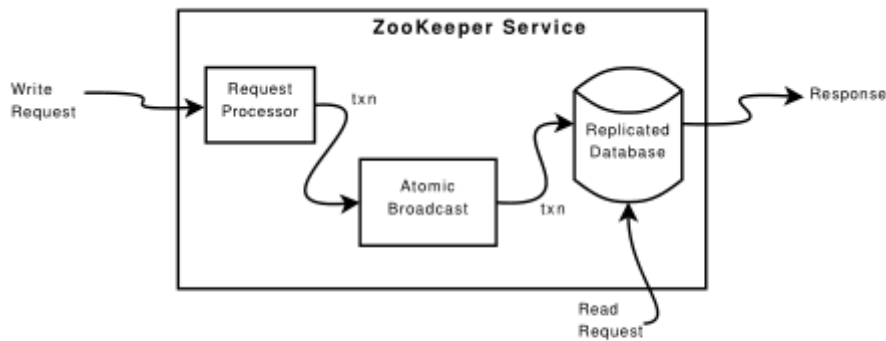 ZooKeeper Service
Write
Request
Request
Processor
txn
Atomic
Broadcast
txn
Replicated
Database
Response
Read
Request